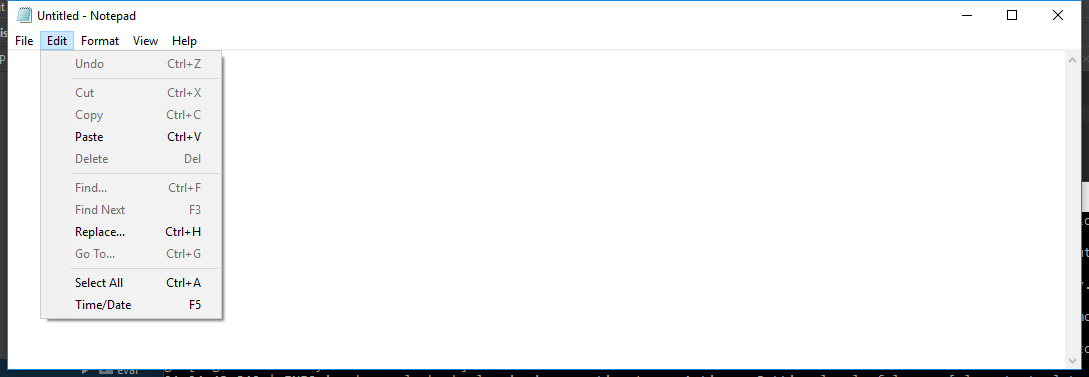 Untitled - Notepad
File Edit Format View Help
Undo Ctrl+Z
Cut Ctrl+X
Copy Ctrl+C
Paste Ctrl+V
Delete Del
Find... Ctrl+F
Find Next F3
Replace... Ctrl+H
Go To... Ctrl+G
Select All Ctrl+A
Time/Date F5
eval